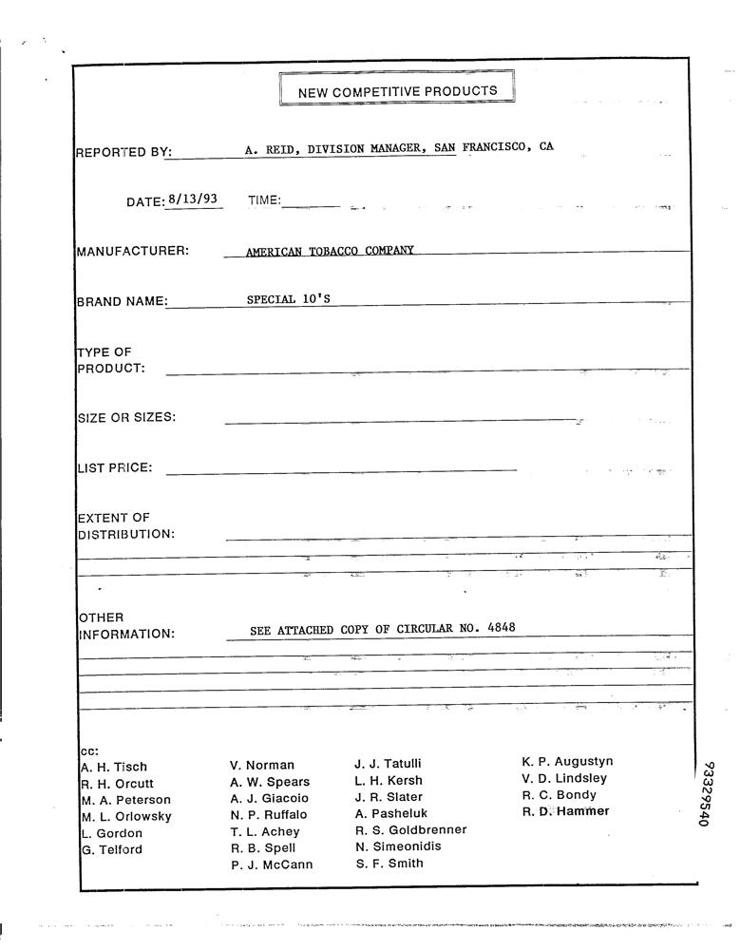 NEW COMPETITIVE PRODUCTS
REPORTED BY: A. REID, DIVISION MANAGER, SAN FRANCISCO, CA
DATE: 8/13/93 TIME:
MANUFACTURER: AMERICAN TOBACCO COMPANY
BRAND NAME: SPECIAL 10'S
TYPE OF
PRODUCT:
SIZE OR SIZES:
LIST PRICE:
EXTENT OF
DISTRIBUTION:
OTHER
INFORMATION: SEE ATTACHED COPY OF CIRCULAR NO. 4848
cc:
A. H. Tisch
R. H. Orcutt
M. A. Peterson
M. L. Orlowsky
L. Gordon
G. Telford
V. Norman
A. W. Spears
A. J. Giacoio
N. P. Ruffalo
T. L. Achey
R. B. Spell
P. J. McCann
J. J. Tatulli
L. H. Kersh
J. R. Slater
A. Pasheluk
R. S. Goldbrenner
N. Simeonidis
S. F. Smith
K. P. Augustyn
V. D. Lindsley
R. C. Bondy
R. D. Hammer
93329540